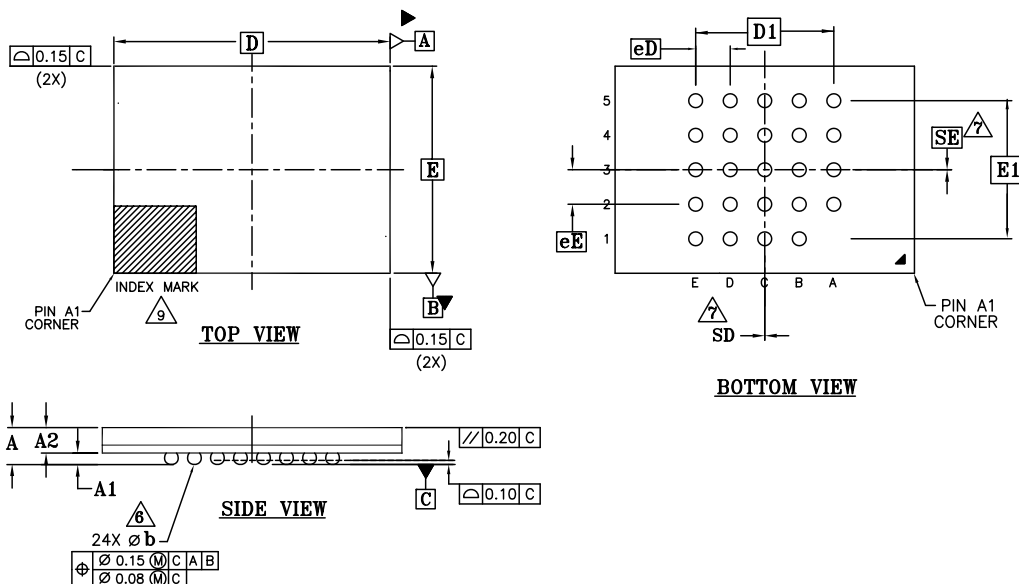 ⌓ 0.15 C
(2X)
D
A
E
PIN A1
CORNER
INDEX MARK
9
B
TOP VIEW
⌓ 0.15 C
(2X)
D1
eD
5
4
3
2
1
7
SE
E1
eE
E D C B A
7
SD
PIN A1
CORNER
BOTTOM VIEW
A
A2
A1
// 0.20 C
⌓ 0.10 C
C
SIDE VIEW
6
24X Ø b
⌖ Ø 0.15 Ⓜ C A B
Ø 0.08 Ⓜ C